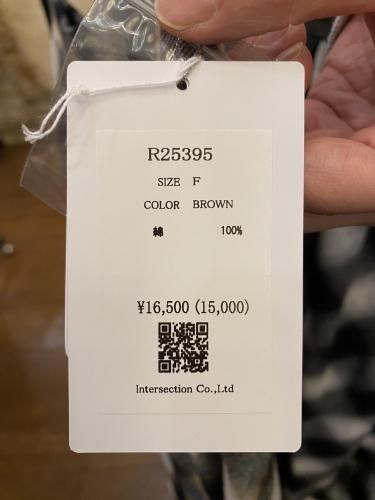 R25395
SIZE F
COLOR BROWN
綿 100%
¥16,500 (15,000)
Intersection Co.,Ltd